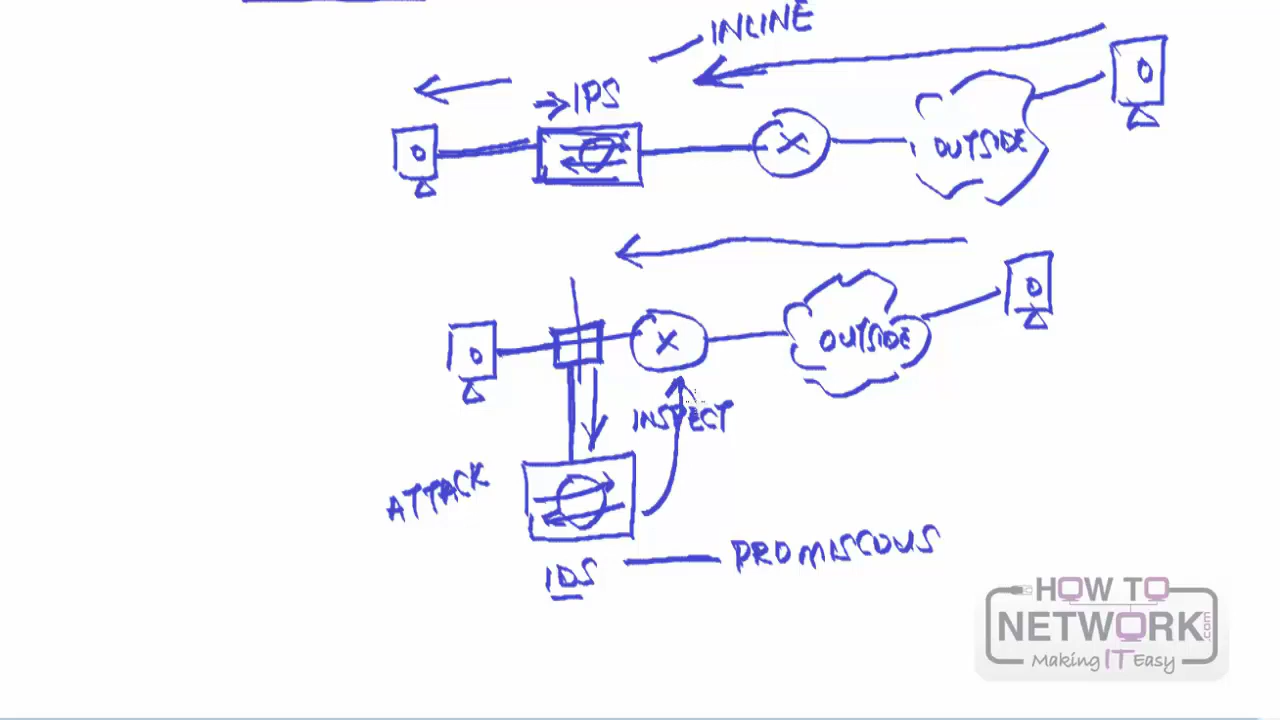 INLINE
IPS
X
OUTSIDE
X
OUTSIDE
INSPECT
ATTACK
IDS
PROMISCOUS
HOW TO
NETWORK.com
Making IT Easy